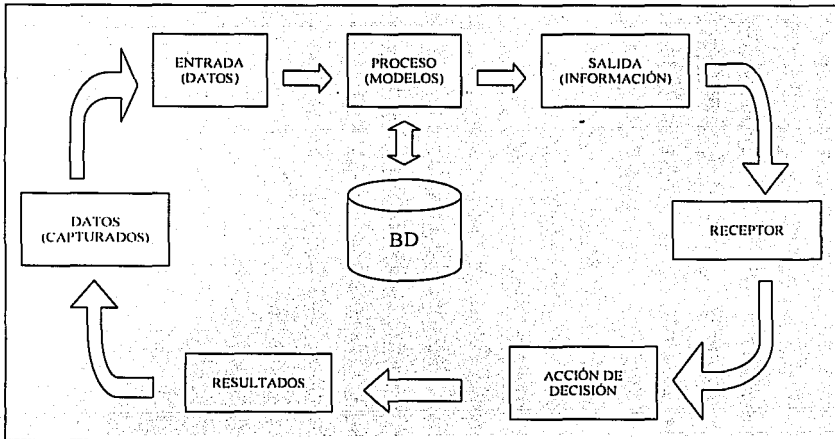 ENTRADA
(DATOS)
PROCESO
(MODELOS)
SALIDA
(INFORMACIÓN)
DATOS
(CAPTURADOS)
BD
RECEPTOR
RESULTADOS
ACCIÓN DE
DECISIÓN